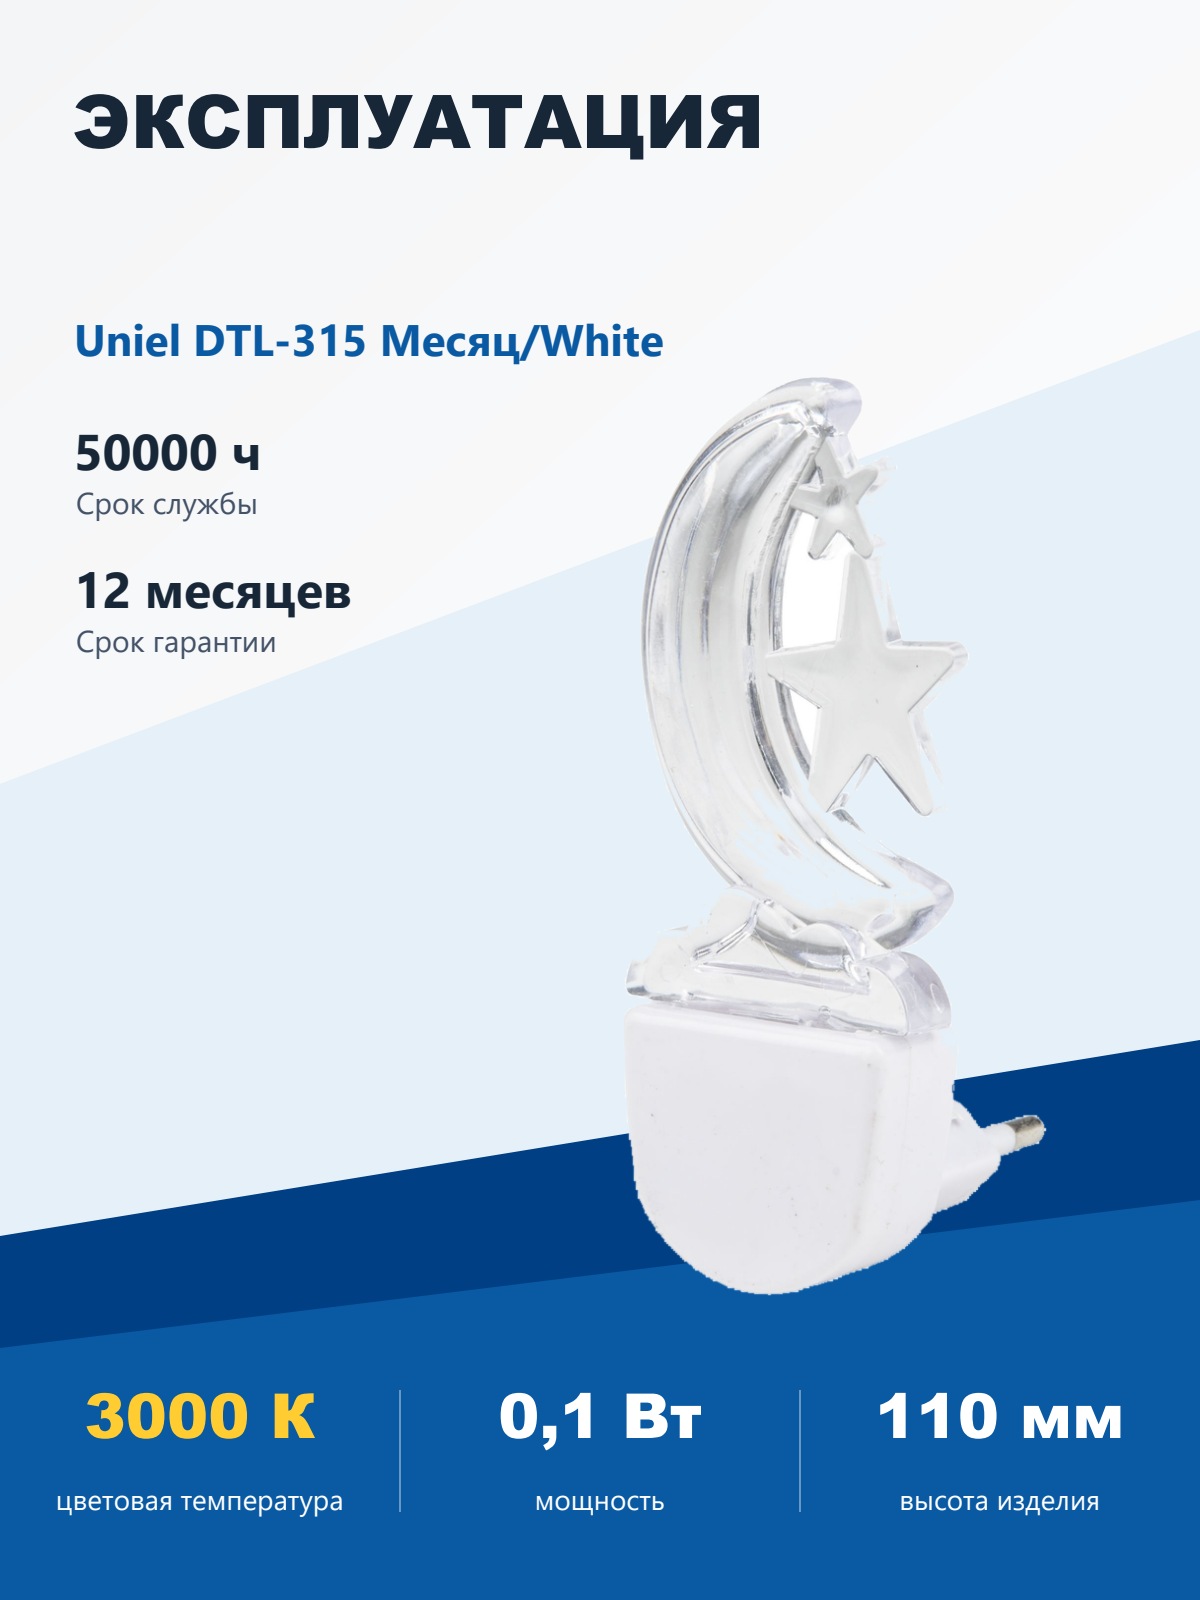 ЭКСПЛУАТАЦИЯ
Uniel DTL-315 Месяц/White
50000 ч
Срок службы
12 месяцев
Срок гарантии
3000 К
цветовая температура
0,1 Вт
мощность
110 мм
высота изделия